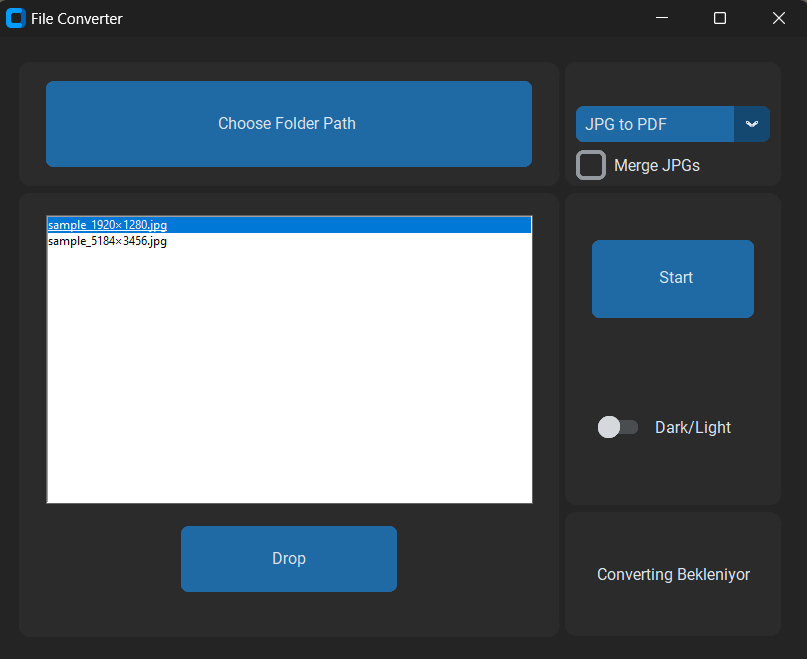 File Converter
Choose Folder Path
JPG to PDF
Merge JPGs
sample_1920×1280.jpg
sample_5184×3456.jpg
Start
Dark/Light
Drop
Converting Bekleniyor